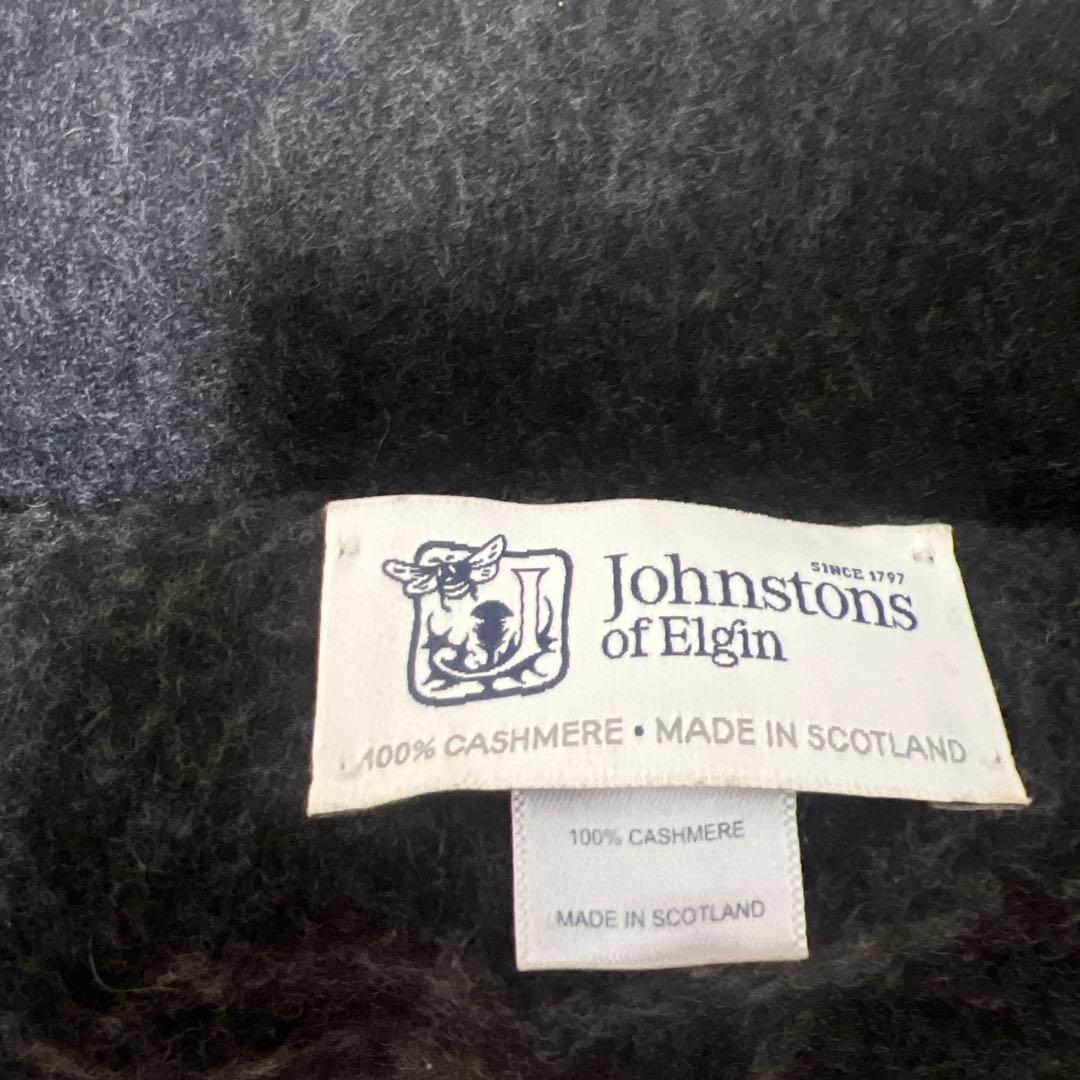 SINCE 1797
Johnstons
of Elgin
100% CASHMERE • MADE IN SCOTLAND
100% CASHMERE
MADE IN SCOTLAND